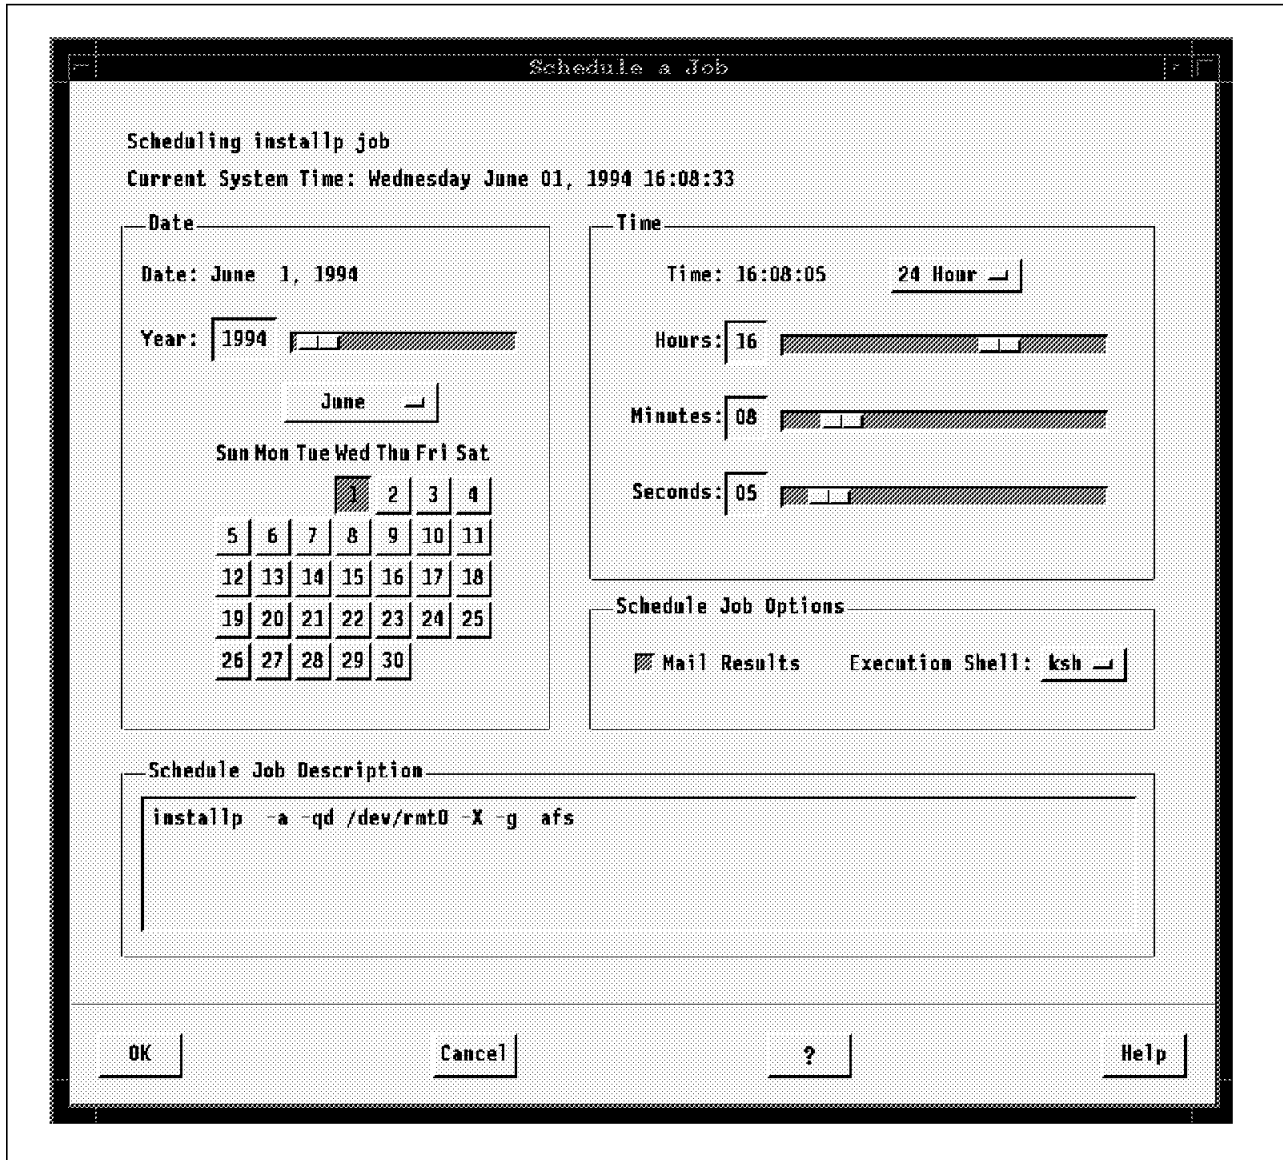 Schedule a Job
Scheduling installp job
Current System Time: Wednesday June 01, 1994 16:08:33
Date
Date: June  1, 1994
Year: 1994
June
Sun Mon Tue Wed Thu Fri Sat
1 2 3 4
5 6 7 8 9 10 11
12 13 14 15 16 17 18
19 20 21 22 23 24 25
26 27 28 29 30
Time
Time: 16:08:05 24 Hour
Hours: 16
Minutes: 08
Seconds: 05
Schedule Job Options
Mail Results Execution Shell: ksh
Schedule Job Description
installp  -a -qd /dev/rmt0 -X -g  afs
OK Cancel ? Help